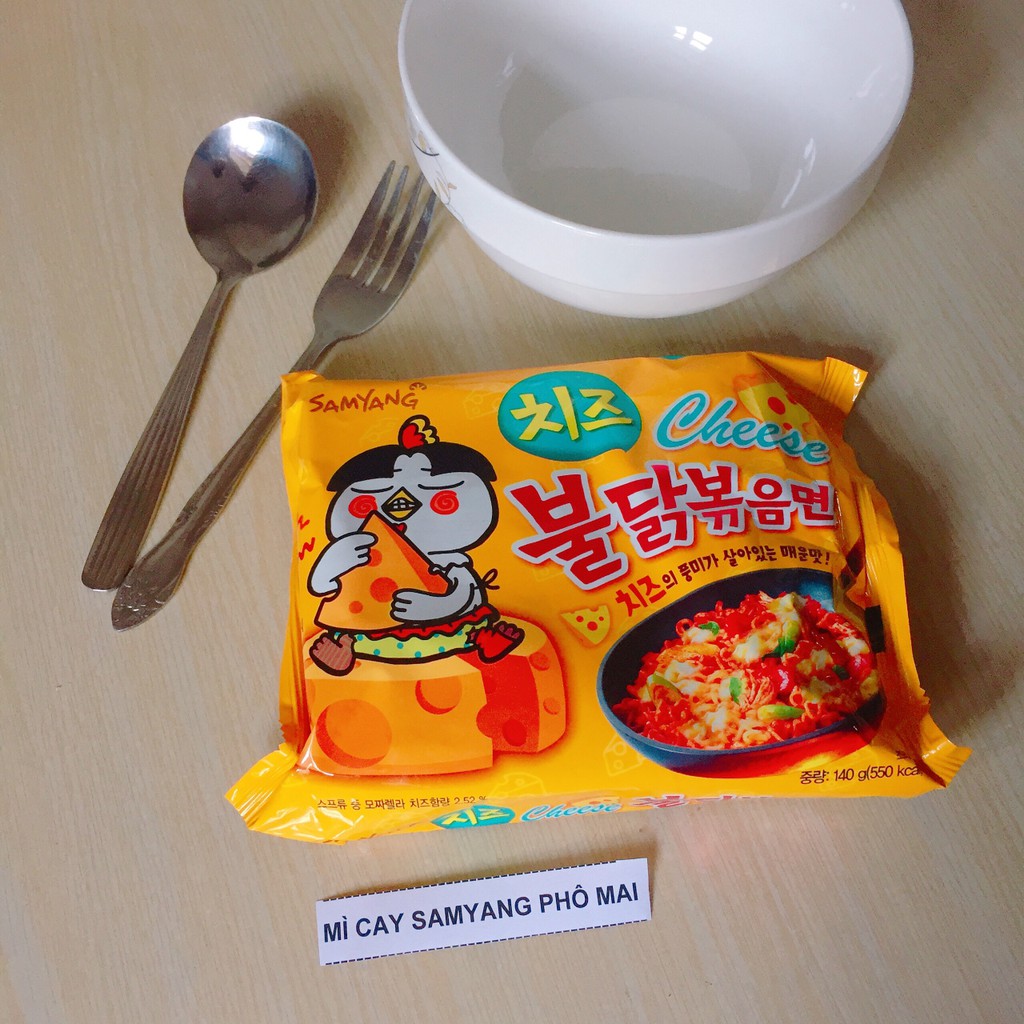 SAMYANG
치즈
Cheese
불닭볶음면
치즈의 풍미가 살아있는 매운맛!
중량: 140 g(550 kca
스프류 중 모짜렐라 치즈함량 2.52 %
치즈 Cheese
MÌ CAY SAMYANG PHÔ MAI